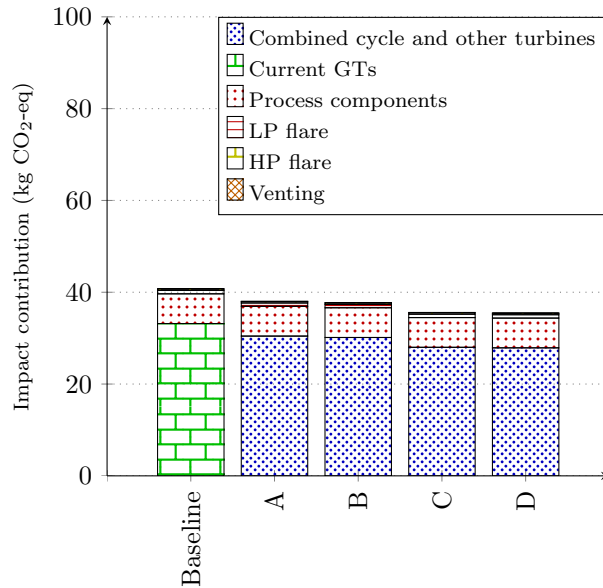 100
80
60
40
20
0
Impact contribution (kg CO₂-eq)
Combined cycle and other turbines
Current GTs
Process components
LP flare
HP flare
Venting
Baseline
A
B
C
D